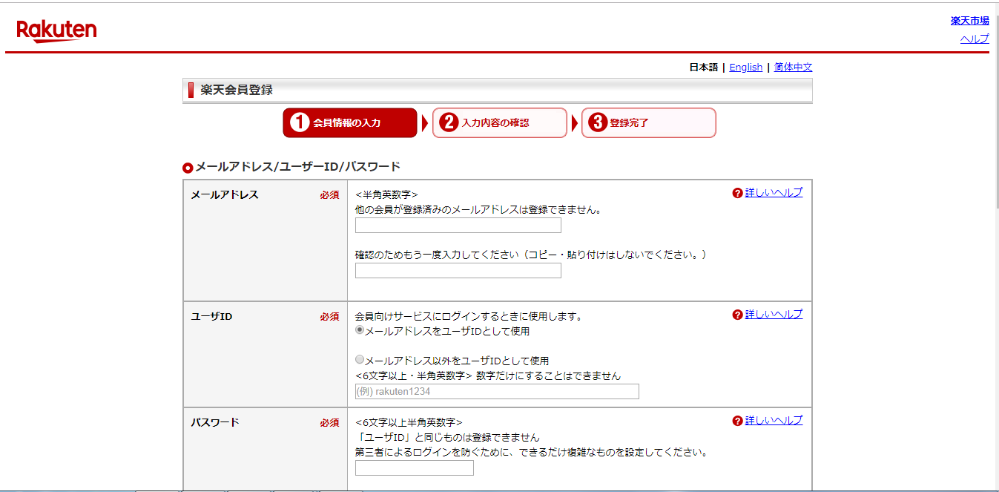 Rakuten
楽天市場
ヘルプ
日本語 | English | 简体中文
楽天会員登録
1 会員情報の入力
2 入力内容の確認
3 登録完了
メールアドレス/ユーザーID/パスワード
メールアドレス 必須
<半角英数字>
? 詳しいヘルプ
他の会員が登録済みのメールアドレスは登録できません。
確認のためもう一度入力してください（コピー・貼り付けはしないでください。）
ユーザID 必須
会員向けサービスにログインするときに使用します。
? 詳しいヘルプ
メールアドレスをユーザIDとして使用
メールアドレス以外をユーザIDとして使用
<6文字以上・半角英数字> 数字だけにすることはできません
(例) rakuten1234
パスワード 必須
<6文字以上半角英数字>
? 詳しいヘルプ
「ユーザID」と同じものは登録できません
第三者によるログインを防ぐために、できるだけ複雑なものを設定してください。